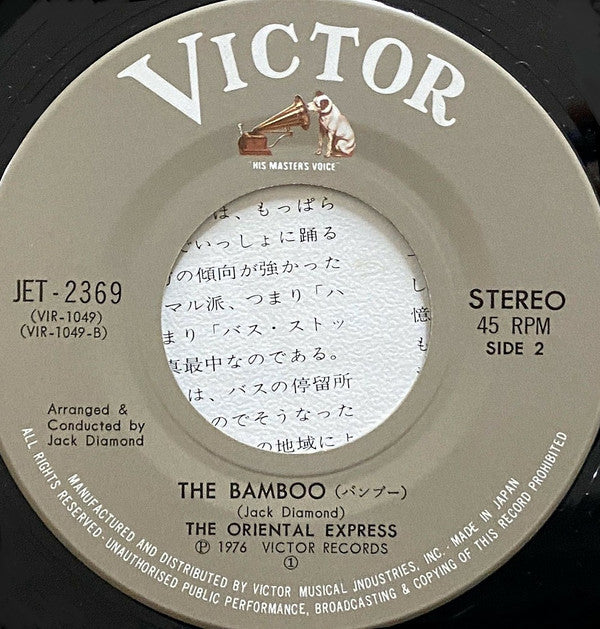 VICTOR
"HIS MASTER'S VOICE"
JET-2369
(VIR-1049)
(VIR-1049-B)
STEREO
45 RPM
SIDE 2
は、もっぱら
いっしょに踊る
の傾向が強かった
マル派、つまり「ハ
まり「バス・ストッ
真最中なのである。
は、バスの停留所
のでそうなった
の地域によ
し
憶
も
Arranged &
Conducted by
Jack Diamond
THE BAMBOO (バンブー)
(Jack Diamond)
THE ORIENTAL EXPRESS
Ⓟ 1976 VICTOR RECORDS
①
MANUFACTURED AND DISTRIBUTED BY VICTOR MUSICAL JNDUSTRIES, INC., MADE IN JAPAN
ALL RIGHTS RESERVED-UNAUTHORISED PUBLIC PERFORMANCE, BROADCASTING & COPYING OF THIS RECORD PROHIBITED